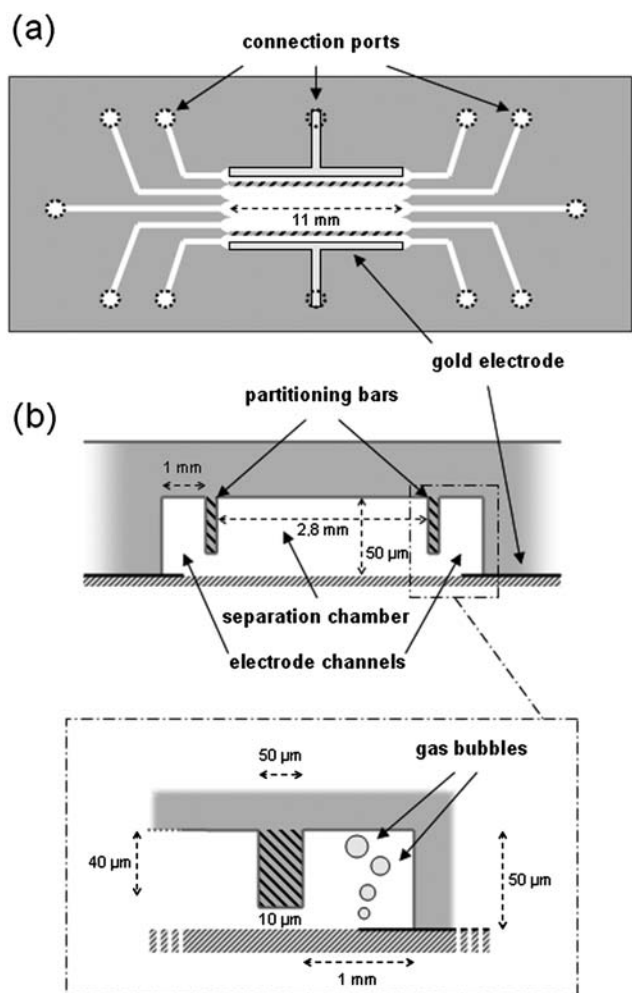 (a)
connection ports
11 mm
gold electrode
(b)
partitioning bars
1 mm
2,8 mm
50 µm
separation chamber
electrode channels
50 µm
gas bubbles
40 µm
50 µm
10 µm
1 mm